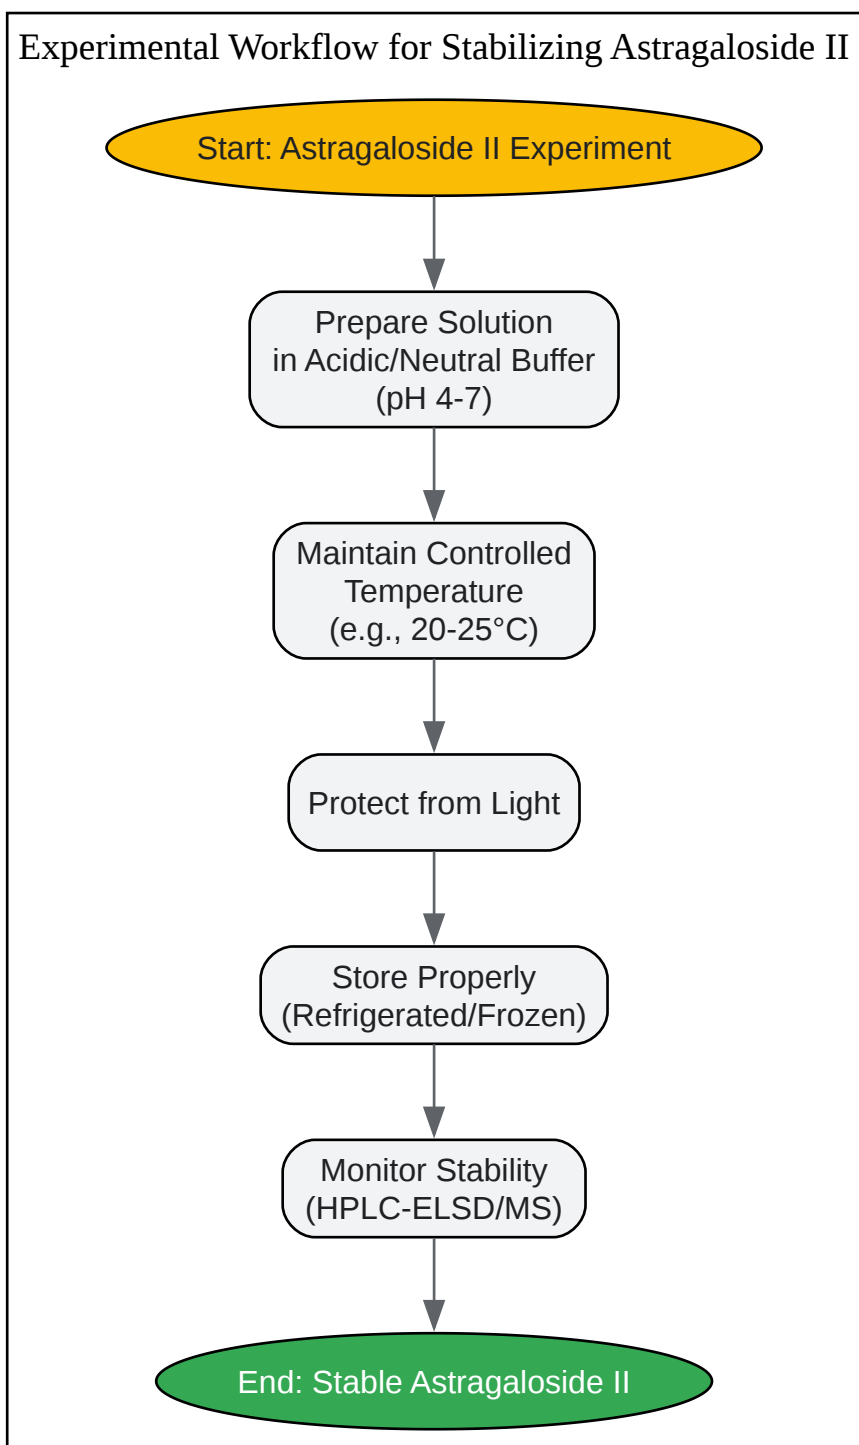 Experimental Workflow for Stabilizing Astragaloside II
Start: Astragaloside II Experiment
Prepare Solution
in Acidic/Neutral Buffer
(pH 4-7)
Maintain Controlled
Temperature
(e.g., 20-25°C)
Protect from Light
Store Properly
(Refrigerated/Frozen)
Monitor Stability
(HPLC-ELSD/MS)
End: Stable Astragaloside II